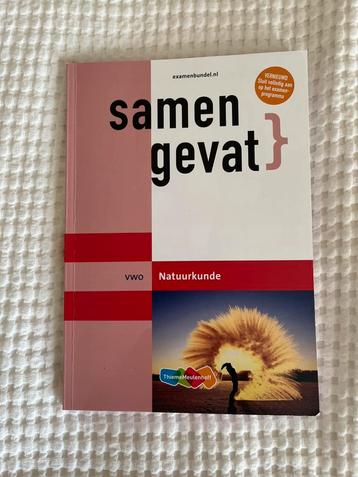 examenbundel.nl
VERNIEUWD
Sluit volledig aan
op het examen-
programma
samen
gevat}
vwo
Natuurkunde
ThiemeMeulenhoff